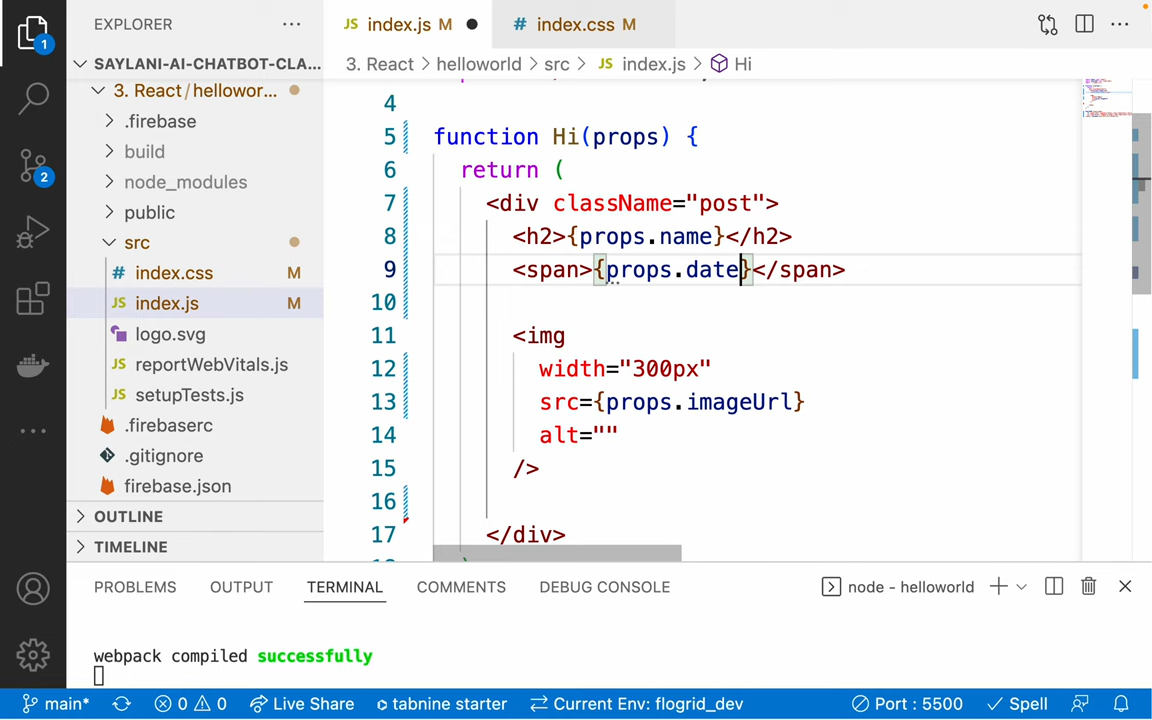 EXPLORER
JS index.js M
# index.css M
SAYLANI-AI-CHATBOT-CLA...
3. React > helloworld > src > JS index.js > Hi
3. React / hellowor...
.firebase
build
node_modules
public
src
# index.css M
JS index.js M
logo.svg
JS reportWebVitals.js
JS setupTests.js
.firebaserc
.gitignore
firebase.json
OUTLINE
TIMELINE
1
2
4
5 function Hi(props) {
6 return (
7 <div className="post">
8 <h2>{props.name}</h2>
9 <span>{props.date}</span>
10
11 <img
12 width="300px"
13 src={props.imageUrl}
14 alt=""
15 />
16
17 </div>
PROBLEMS OUTPUT TERMINAL COMMENTS DEBUG CONSOLE node - helloworld
webpack compiled successfully
main* 0 0 Live Share tabnine starter Current Env: flogrid_dev Port : 5500 Spell